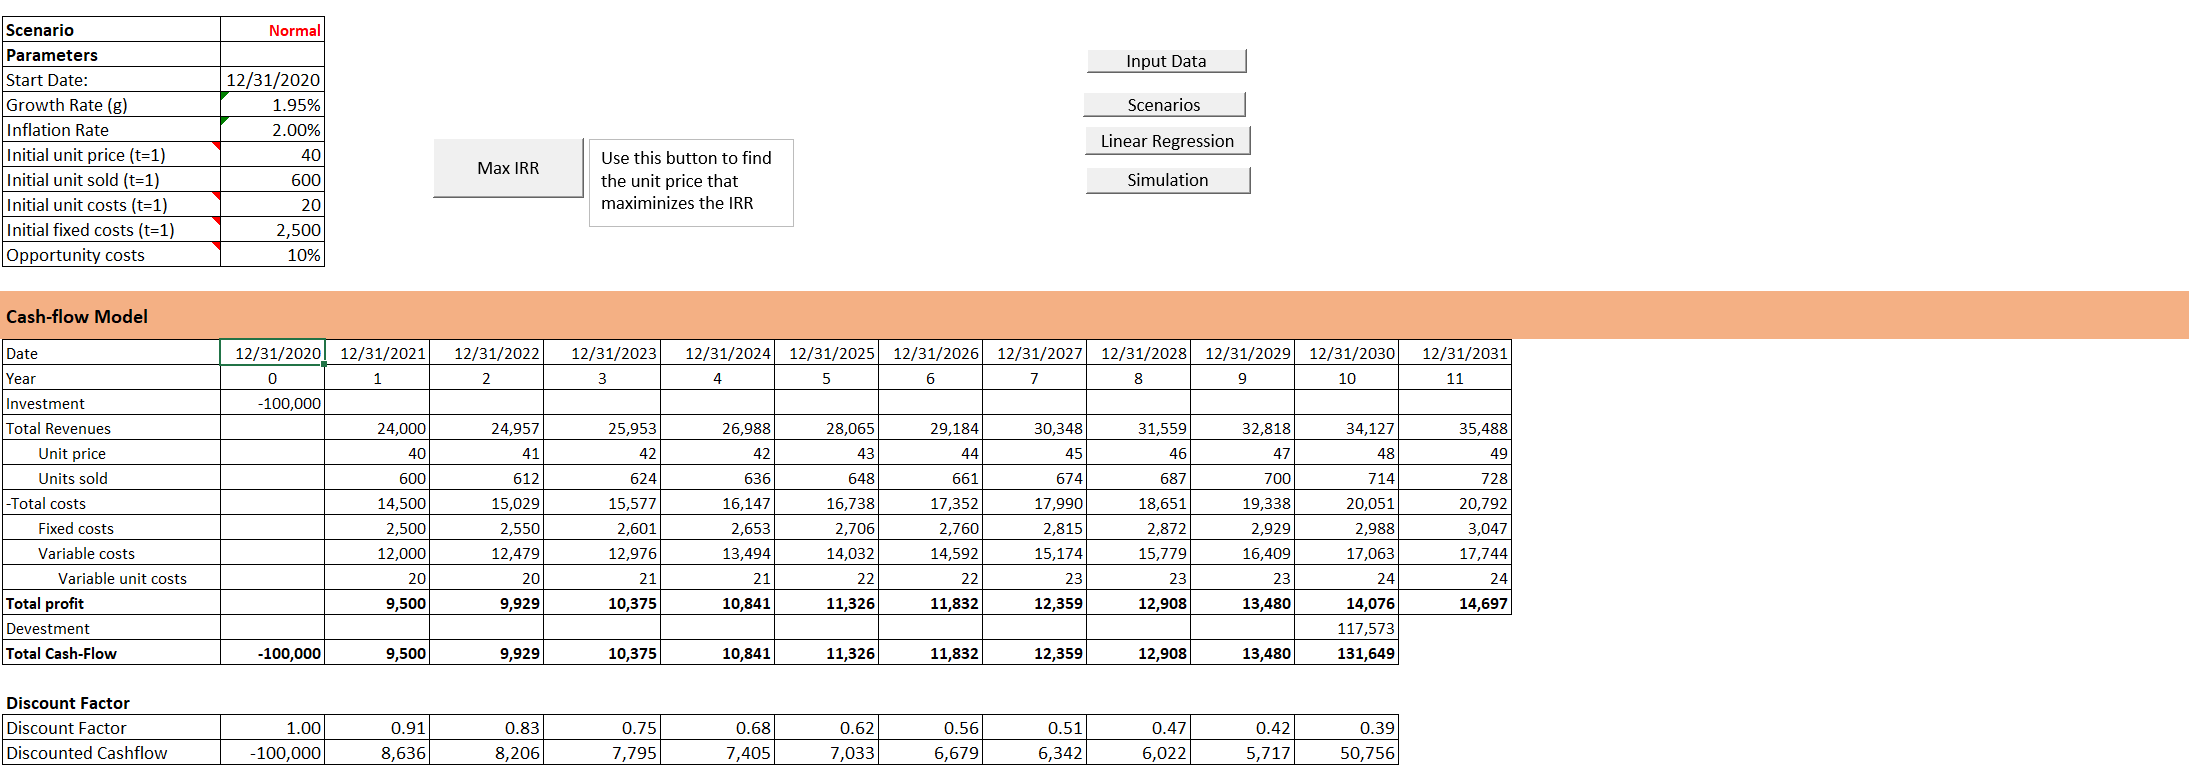 Scenario Normal
Parameters
Start Date: 12/31/2020
Growth Rate (g) 1.95%
Inflation Rate 2.00%
Initial unit price (t=1) 40
Initial unit sold (t=1) 600
Initial unit costs (t=1) 20
Initial fixed costs (t=1) 2,500
Opportunity costs 10%
Max IRR
Use this button to find
the unit price that
maximinizes the IRR
Input Data
Scenarios
Linear Regression
Simulation
Cash-flow Model
Date 12/31/2020 12/31/2021 12/31/2022 12/31/2023 12/31/2024 12/31/2025 12/31/2026 12/31/2027 12/31/2028 12/31/2029 12/31/2030 12/31/2031
Year 0 1 2 3 4 5 6 7 8 9 10 11
Investment -100,000
Total Revenues 24,000 24,957 25,953 26,988 28,065 29,184 30,348 31,559 32,818 34,127 35,488
Unit price 40 41 42 42 43 44 45 46 47 48 49
Units sold 600 612 624 636 648 661 674 687 700 714 728
-Total costs 14,500 15,029 15,577 16,147 16,738 17,352 17,990 18,651 19,338 20,051 20,792
Fixed costs 2,500 2,550 2,601 2,653 2,706 2,760 2,815 2,872 2,929 2,988 3,047
Variable costs 12,000 12,479 12,976 13,494 14,032 14,592 15,174 15,779 16,409 17,063 17,744
Variable unit costs 20 20 21 21 22 22 23 23 23 24 24
Total profit 9,500 9,929 10,375 10,841 11,326 11,832 12,359 12,908 13,480 14,076 14,697
Devestment 117,573
Total Cash-Flow -100,000 9,500 9,929 10,375 10,841 11,326 11,832 12,359 12,908 13,480 131,649
Discount Factor
Discount Factor 1.00 0.91 0.83 0.75 0.68 0.62 0.56 0.51 0.47 0.42 0.39
Discounted Cashflow -100,000 8,636 8,206 7,795 7,405 7,033 6,679 6,342 6,022 5,717 50,756